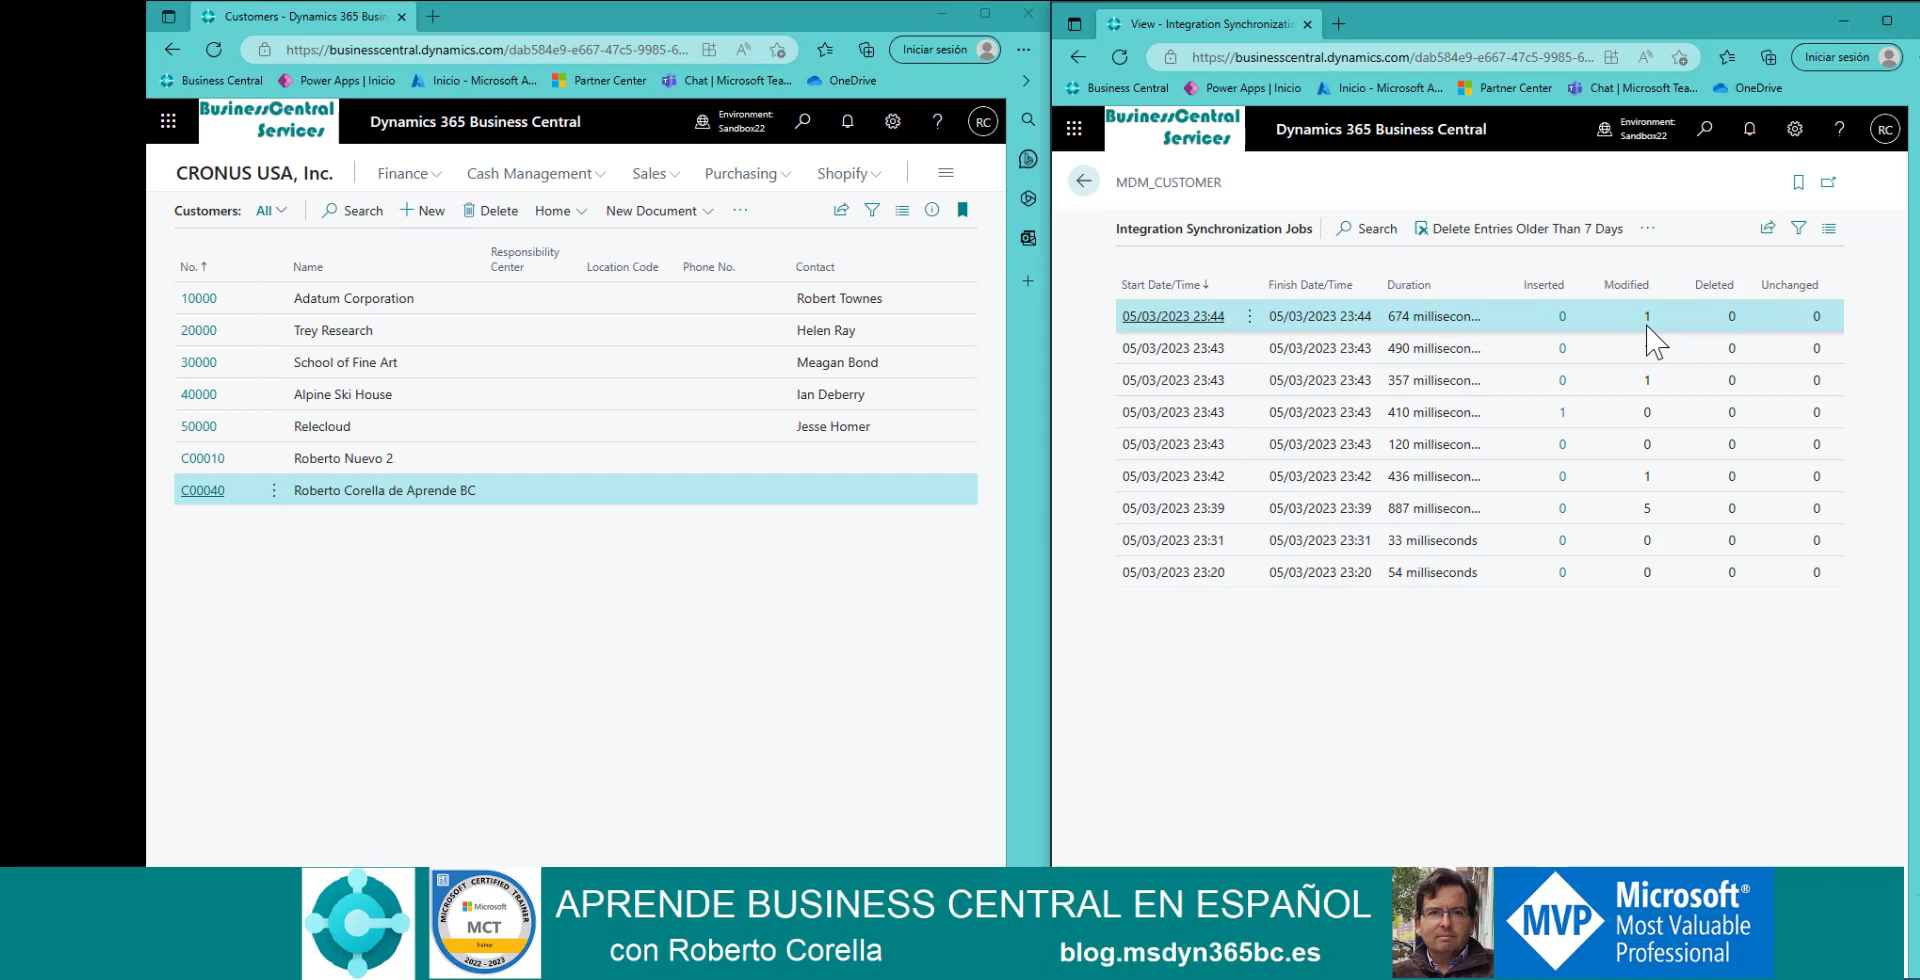 Customers - Dynamics 365 Busin
https://businesscentral.dynamics.com/dab584e9-e667-47c5-9985-6...
Iniciar sesión
Business Central
Power Apps | Inicio
Inicio - Microsoft A...
Partner Center
Chat | Microsoft Tea...
OneDrive
BusinessCentral
Services
Dynamics 365 Business Central
Environment:
Sandbox22
RC
CRONUS USA, Inc.
Finance
Cash Management
Sales
Purchasing
Shopify
Customers: All Search New Delete Home New Document ...
No. ↑ Name Responsibility Center Location Code Phone No. Contact
10000 Adatum Corporation Robert Townes
20000 Trey Research Helen Ray
30000 School of Fine Art Meagan Bond
40000 Alpine Ski House Ian Deberry
50000 Relecloud Jesse Homer
C00010 Roberto Nuevo 2
C00040 Roberto Corella de Aprende BC
View - Integration Synchronizati
https://businesscentral.dynamics.com/dab584e9-e667-47c5-9985-6...
Iniciar sesión
Business Central
Power Apps | Inicio
Inicio - Microsoft A...
Partner Center
Chat | Microsoft Tea...
OneDrive
BusinessCentral
Services
Dynamics 365 Business Central
Environment:
Sandbox22
RC
MDM_CUSTOMER
Integration Synchronization Jobs Search Delete Entries Older Than 7 Days ...
Start Date/Time ↓ Finish Date/Time Duration Inserted Modified Deleted Unchanged
05/03/2023 23:44 05/03/2023 23:44 674 millisecon... 0 1 0 0
05/03/2023 23:43 05/03/2023 23:43 490 millisecon... 0 0 0
05/03/2023 23:43 05/03/2023 23:43 357 millisecon... 0 1 0 0
05/03/2023 23:43 05/03/2023 23:43 410 millisecon... 1 0 0 0
05/03/2023 23:43 05/03/2023 23:43 120 millisecon... 0 0 0 0
05/03/2023 23:42 05/03/2023 23:42 436 millisecon... 0 1 0 0
05/03/2023 23:39 05/03/2023 23:39 887 millisecon... 0 5 0 0
05/03/2023 23:31 05/03/2023 23:31 33 milliseconds 0 0 0 0
05/03/2023 23:20 05/03/2023 23:20 54 milliseconds 0 0 0 0
MICROSOFT CERTIFIED TRAINER
Microsoft
MCT
Trainer
2022 - 2023
APRENDE BUSINESS CENTRAL EN ESPAÑOL
con Roberto Corella
blog.msdyn365bc.es
MVP
Microsoft®
Most Valuable
Professional